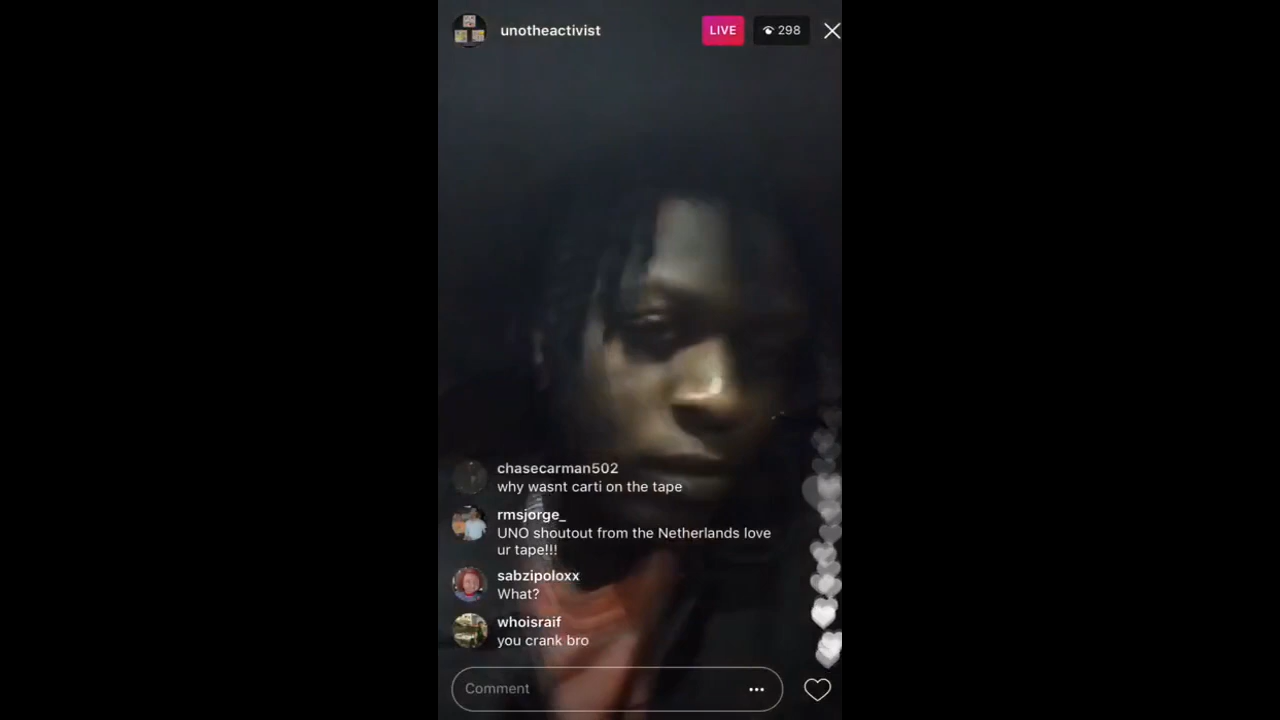 unotheactivist
LIVE
298
chasecarman502
why wasnt carti on the tape
rmsjorge_
UNO shoutout from the Netherlands love
ur tape!!!
sabzipoloxx
What?
whoisraif
you crank bro
Comment